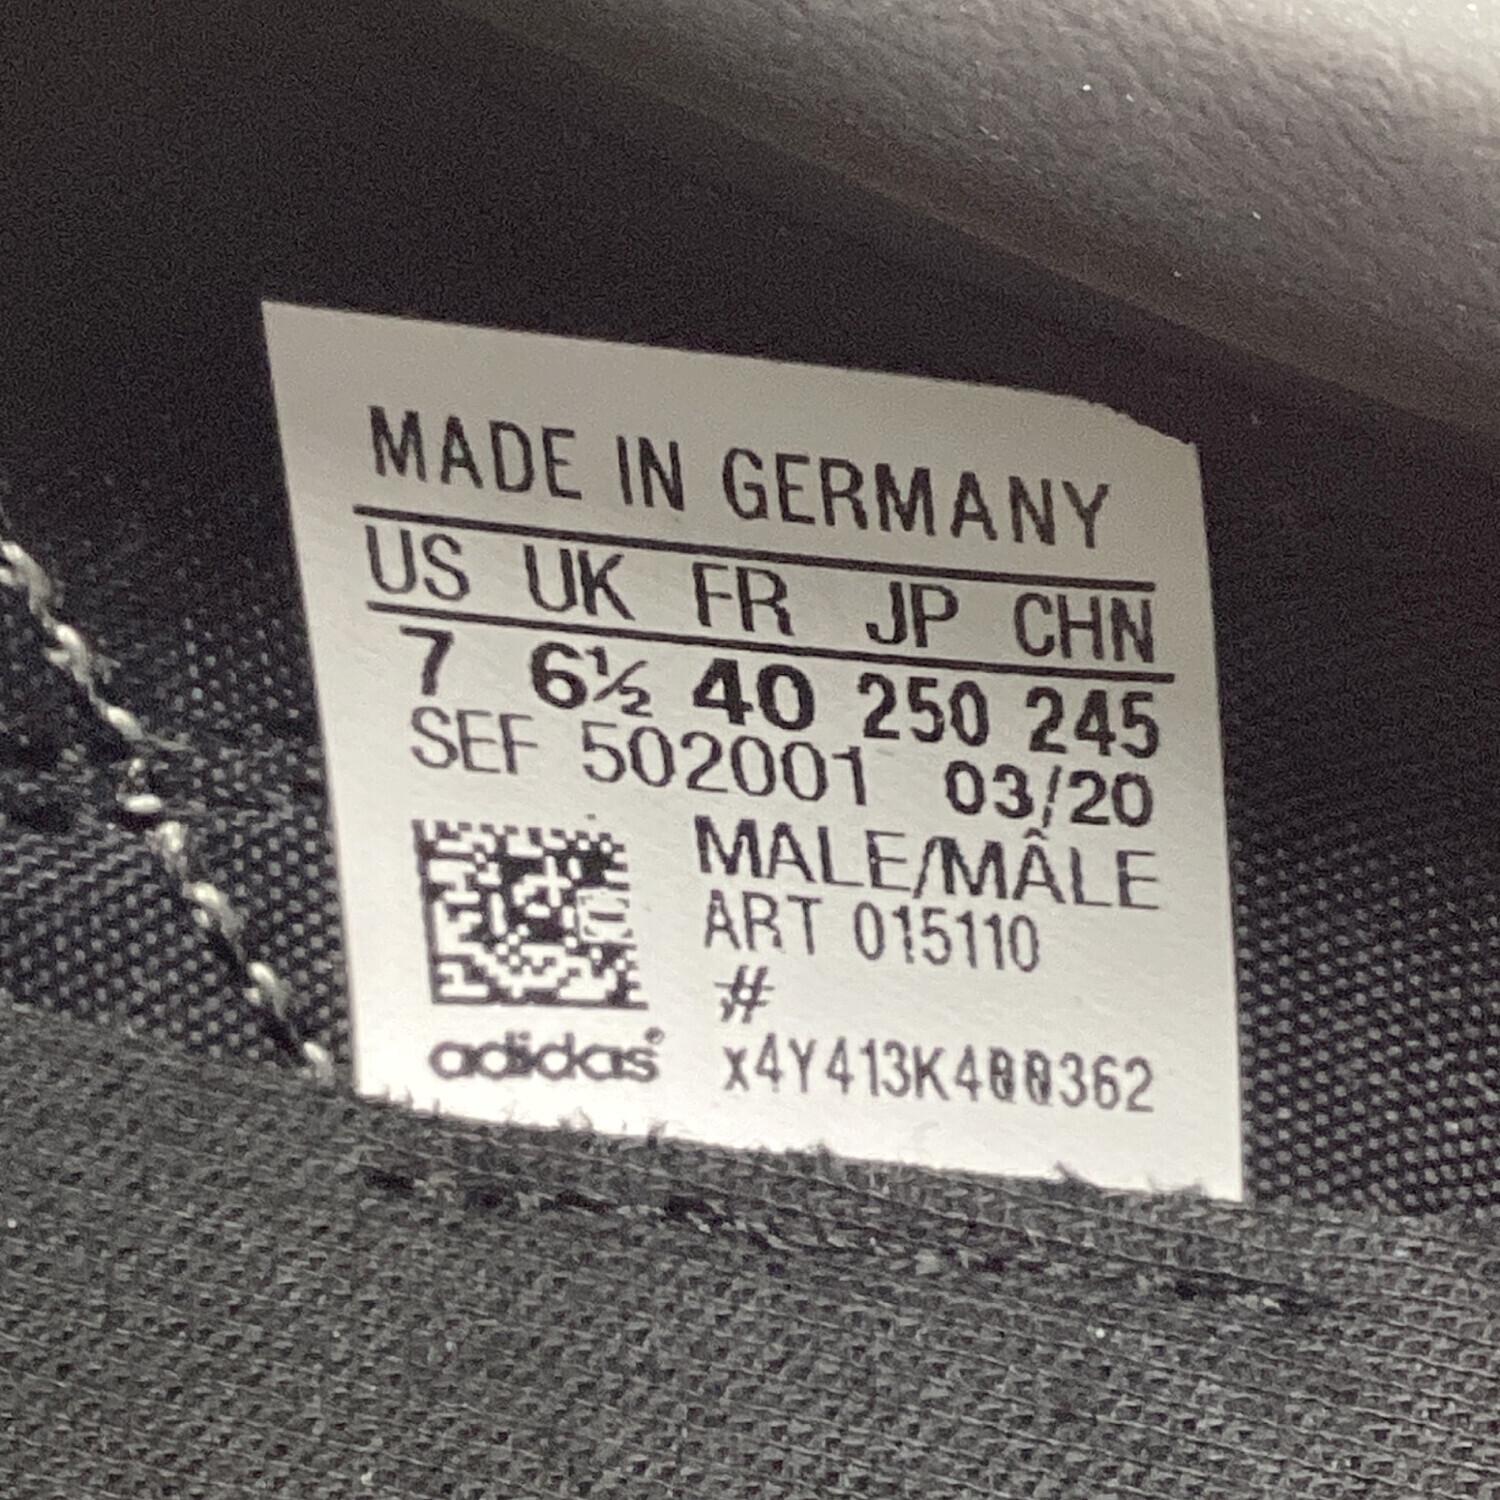 MADE IN GERMANY
US UK FR JP CHN
7 6½ 40 250 245
SEF 502001 03/20
MALE/MÂLE
ART 015110
#
adidas® x4Y413K400362